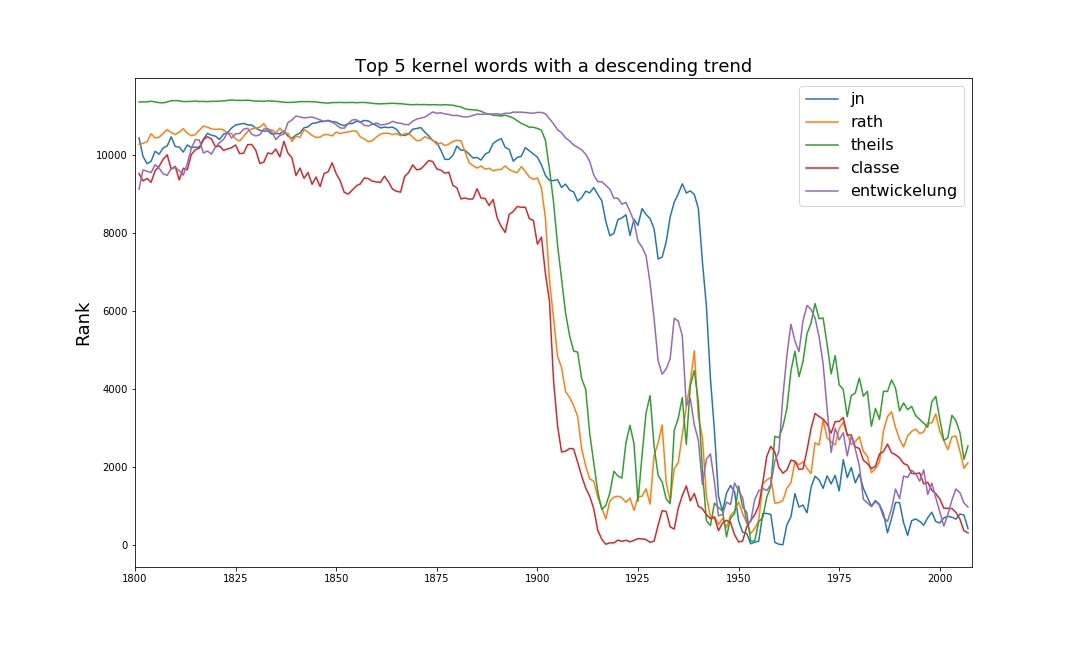 Top 5 kernel words with a descending trend
jn
rath
theils
classe
entwickelung
Rank
10000
8000
6000
4000
2000
0
1800 1825 1850 1875 1900 1925 1950 1975 2000